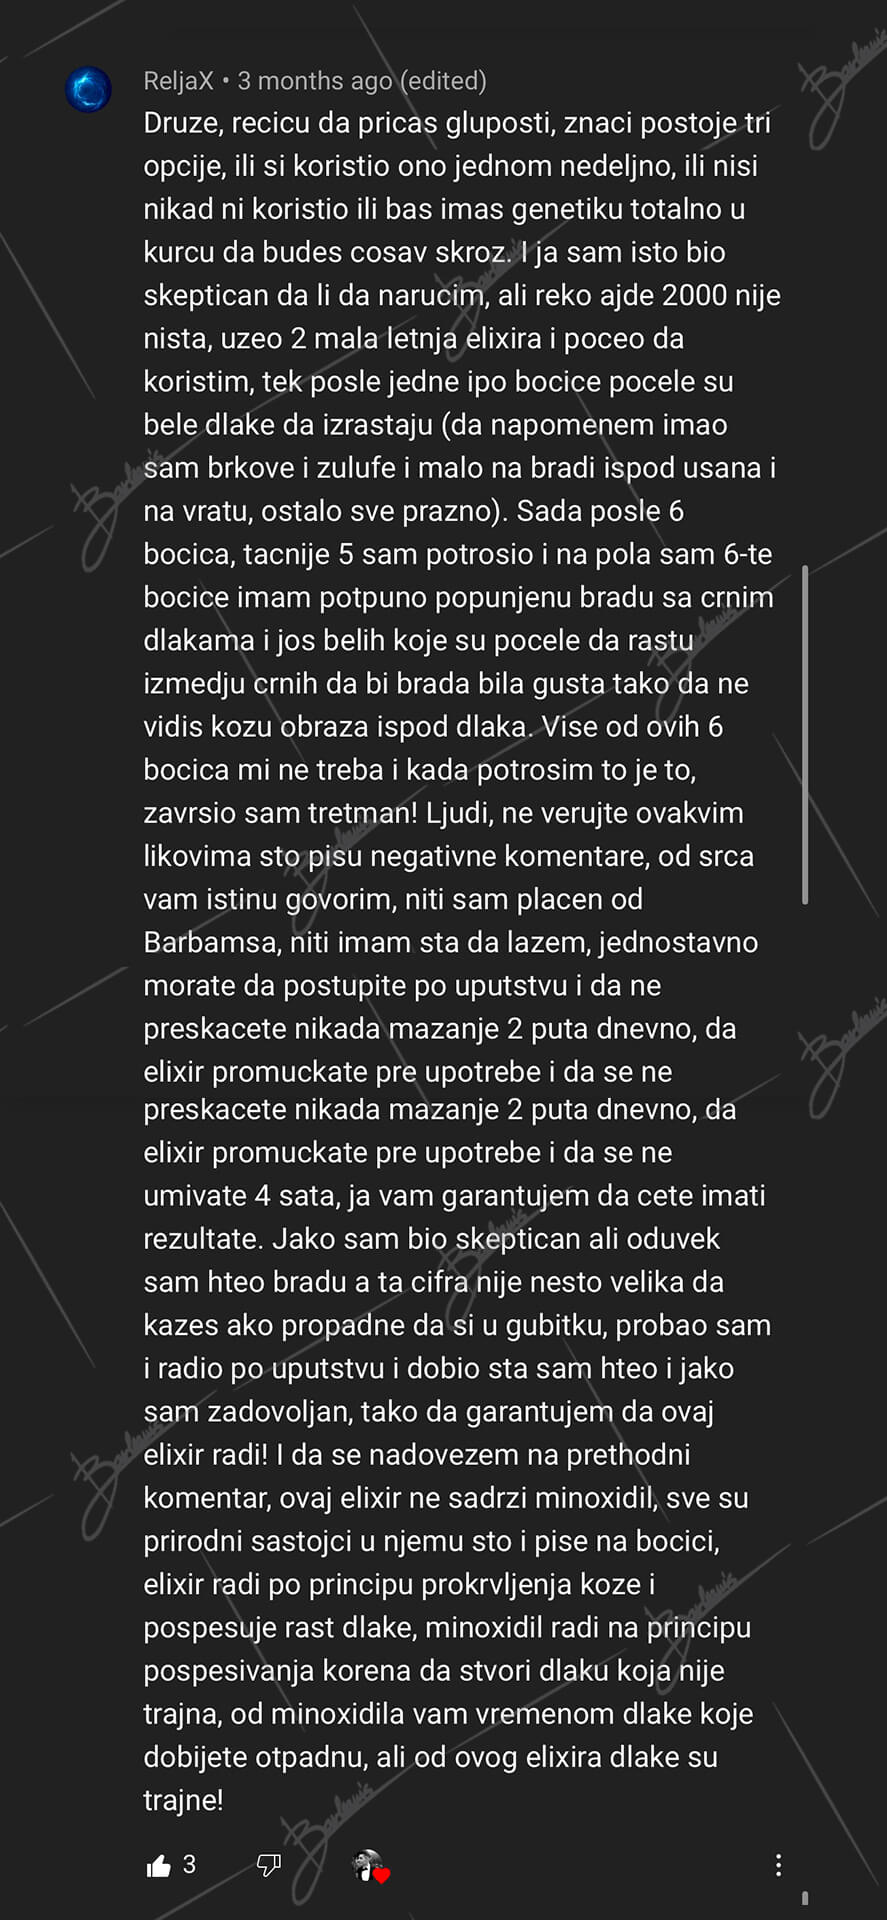 ReljaX • 3 months ago (edited)
Druze, recicu da pricas gluposti, znaci postoje tri
opcije, ili si koristio ono jednom nedeljno, ili nisi
nikad ni koristio ili bas imas genetiku totalno u
kurcu da budes cosav skroz. I ja sam isto bio
skeptican da li da narucim, ali reko ajde 2000 nije
nista, uzeo 2 mala letnja elixira i poceo da
koristim, tek posle jedne ipo bocice pocele su
bele dlake da izrastaju (da napomenem imao
sam brkove i zulufe i malo na bradi ispod usana i
na vratu, ostalo sve prazno). Sada posle 6
bocica, tacnije 5 sam potrosio i na pola sam 6-te
bocice imam potpuno popunjenu bradu sa crnim
dlakama i jos belih koje su pocele da rastu
izmedju crnih da bi brada bila gusta tako da ne
vidis kozu obraza ispod dlaka. Vise od ovih 6
bocica mi ne treba i kada potrosim to je to,
zavrsio sam tretman! Ljudi, ne verujte ovakvim
likovima sto pisu negativne komentare, od srca
vam istinu govorim, niti sam placen od
Barbamsa, niti imam sta da lazem, jednostavno
morate da postupite po uputstvu i da ne
preskacete nikada mazanje 2 puta dnevno, da
elixir promuckate pre upotrebe i da se ne
preskacete nikada mazanje 2 puta dnevno, da
elixir promuckate pre upotrebe i da se ne
umivate 4 sata, ja vam garantujem da cete imati
rezultate. Jako sam bio skeptican ali oduvek
sam hteo bradu a ta cifra nije nesto velika da
kazes ako propadne da si u gubitku, probao sam
i radio po uputstvu i dobio sta sam hteo i jako
sam zadovoljan, tako da garantujem da ovaj
elixir radi! I da se nadovezem na prethodni
komentar, ovaj elixir ne sadrzi minoxidil, sve su
prirodni sastojci u njemu sto i pise na bocici,
elixir radi po principu prokrvljenja koze i
pospesuje rast dlake, minoxidil radi na principu
pospesivanja korena da stvori dlaku koja nije
trajna, od minoxidila vam vremenom dlake koje
dobijete otpadnu, ali od ovog elixira dlake su
trajne!
3